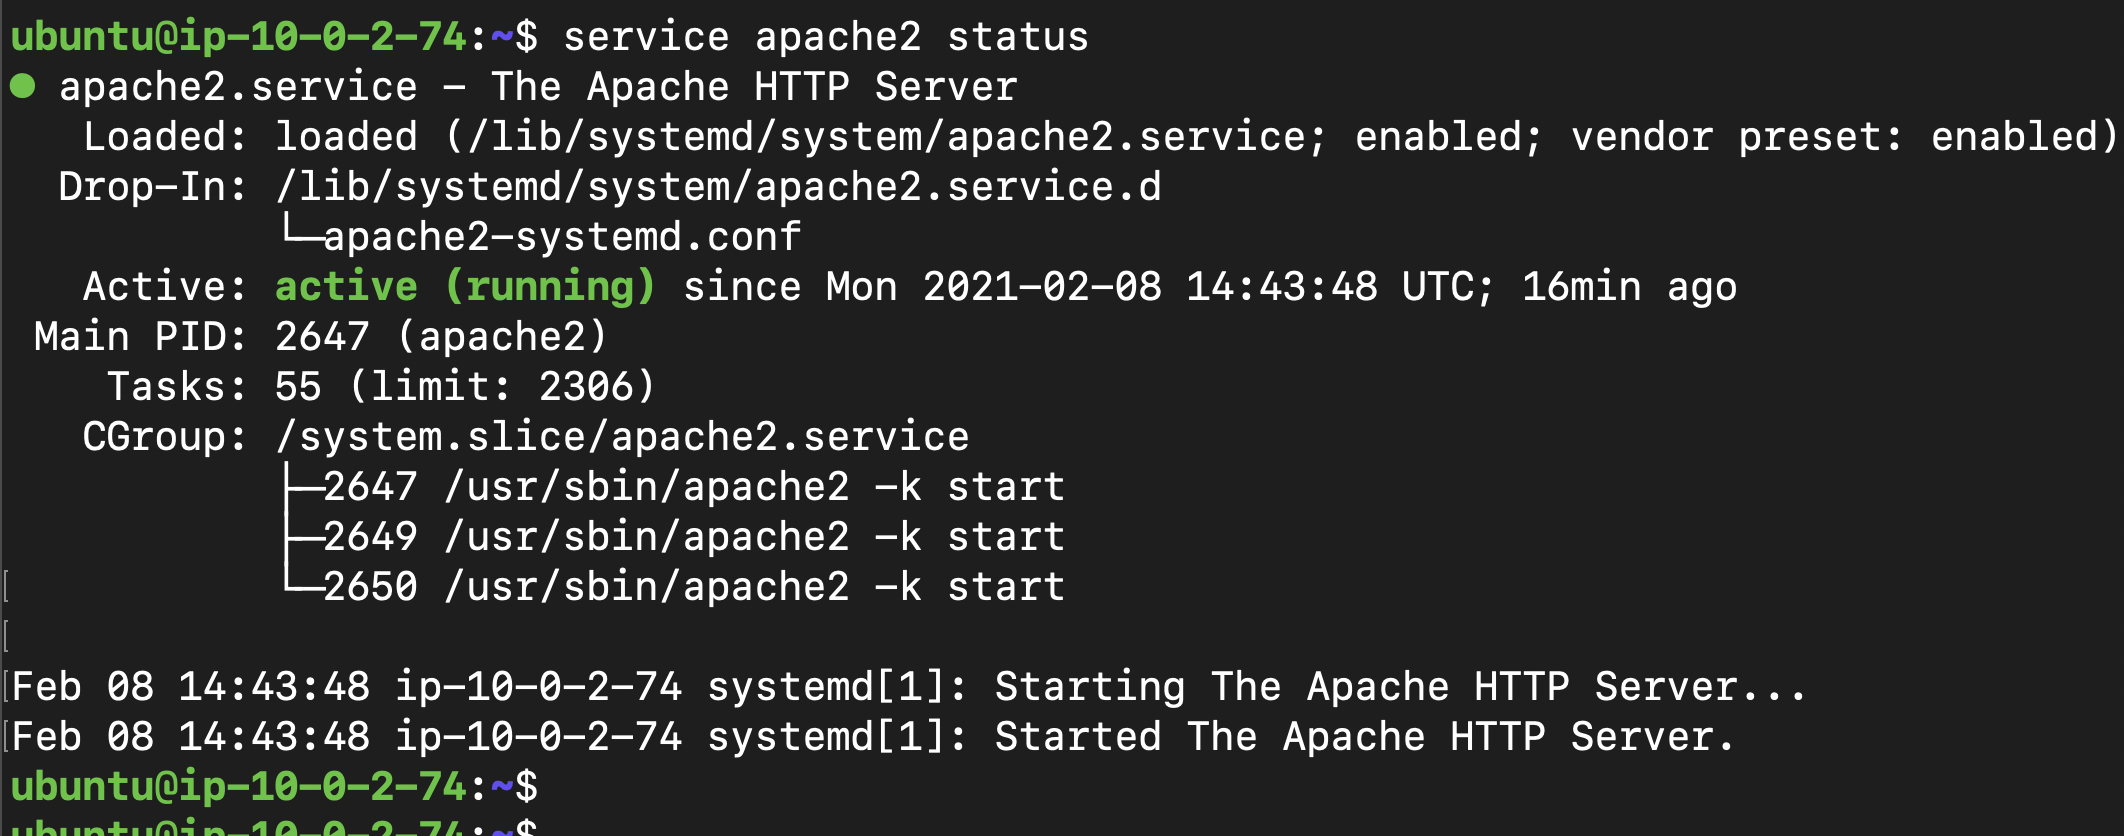 ubuntu@ip-10-0-2-74:~$ service apache2 status
● apache2.service - The Apache HTTP Server
   Loaded: loaded (/lib/systemd/system/apache2.service; enabled; vendor preset: enabled)
  Drop-In: /lib/systemd/system/apache2.service.d
           └─apache2-systemd.conf
   Active: active (running) since Mon 2021-02-08 14:43:48 UTC; 16min ago
 Main PID: 2647 (apache2)
    Tasks: 55 (limit: 2306)
   CGroup: /system.slice/apache2.service
           ├─2647 /usr/sbin/apache2 -k start
           ├─2649 /usr/sbin/apache2 -k start
           └─2650 /usr/sbin/apache2 -k start
Feb 08 14:43:48 ip-10-0-2-74 systemd[1]: Starting The Apache HTTP Server...
Feb 08 14:43:48 ip-10-0-2-74 systemd[1]: Started The Apache HTTP Server.
ubuntu@ip-10-0-2-74:~$
ubuntu@ip-10-0-2-74:~$